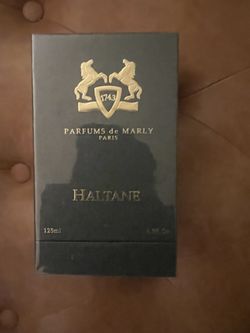 1743
PARFUMS de MARLY
PARIS
HALTANE
125ml